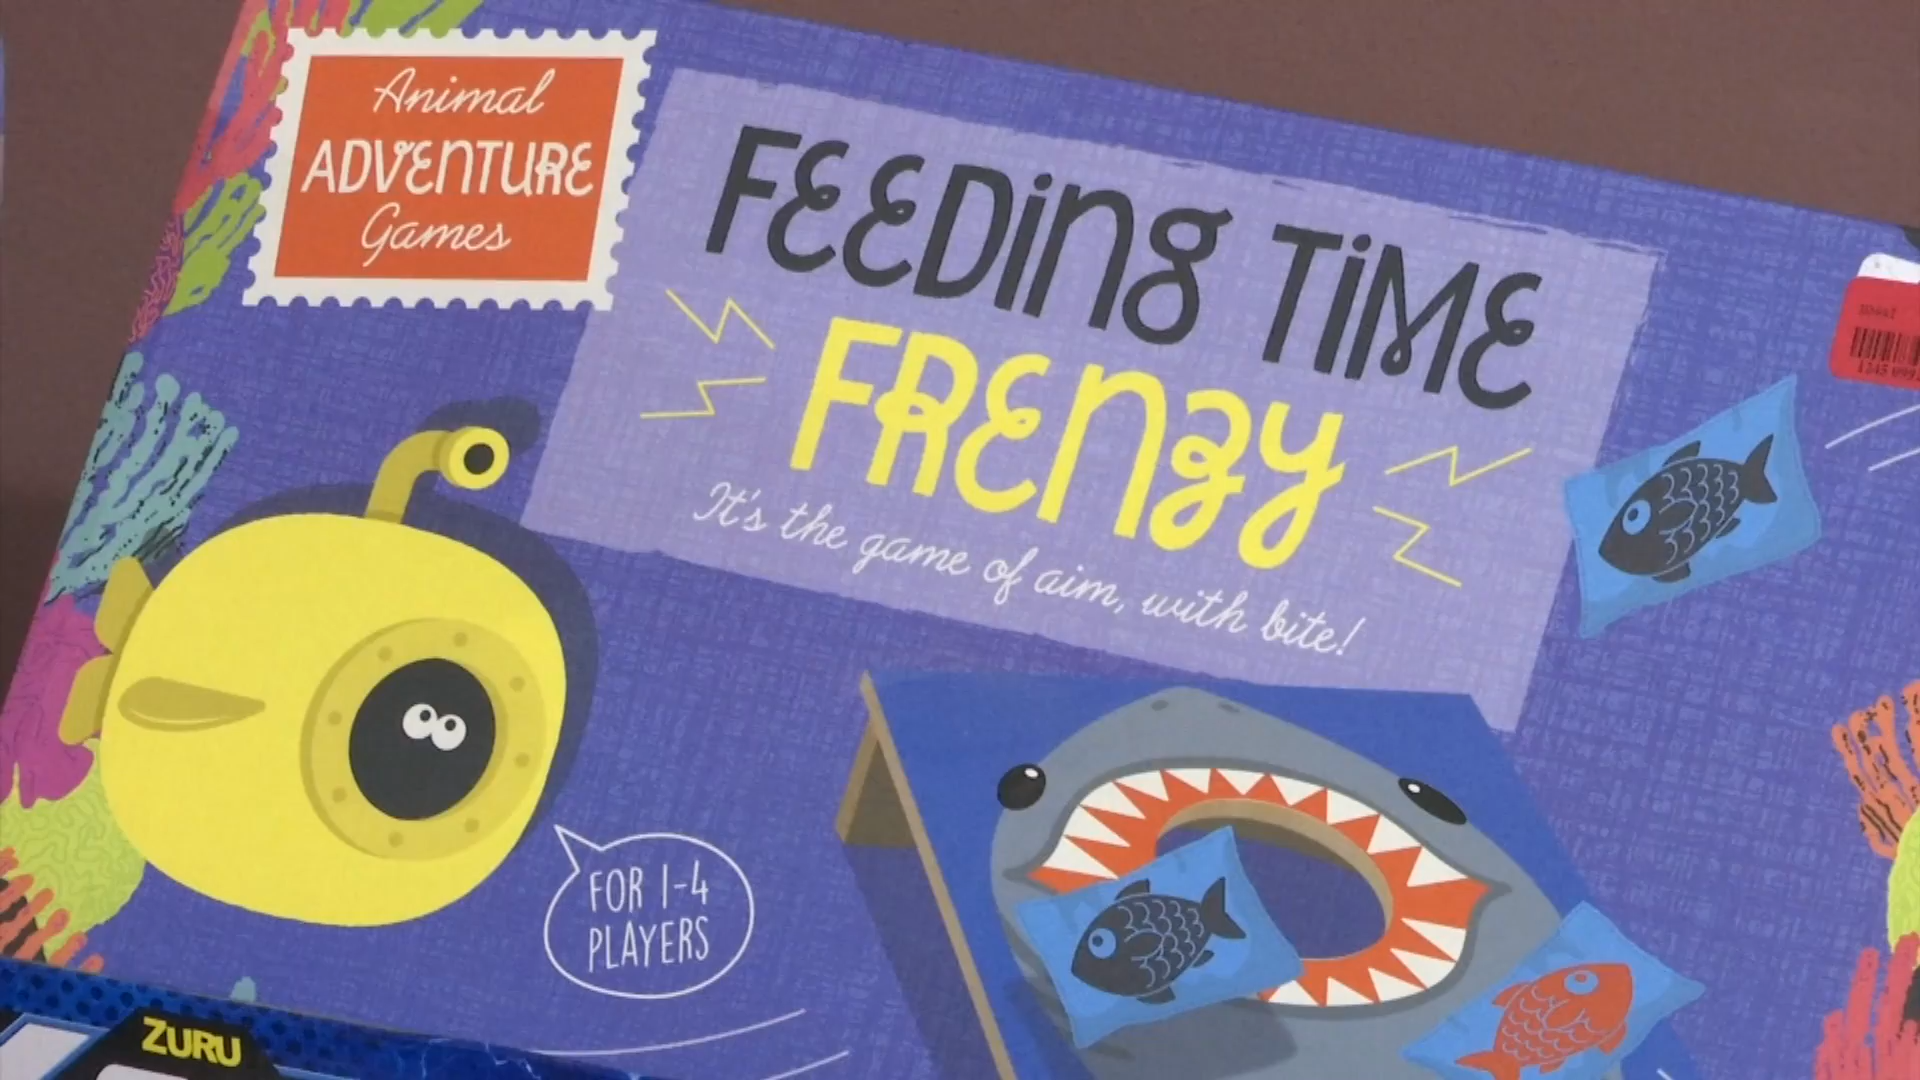 Animal
ADVENTURE
Games
FEEDING TIME
FRENZY
It's the game of aim, with bite!
FOR 1-4
PLAYERS
ZURU